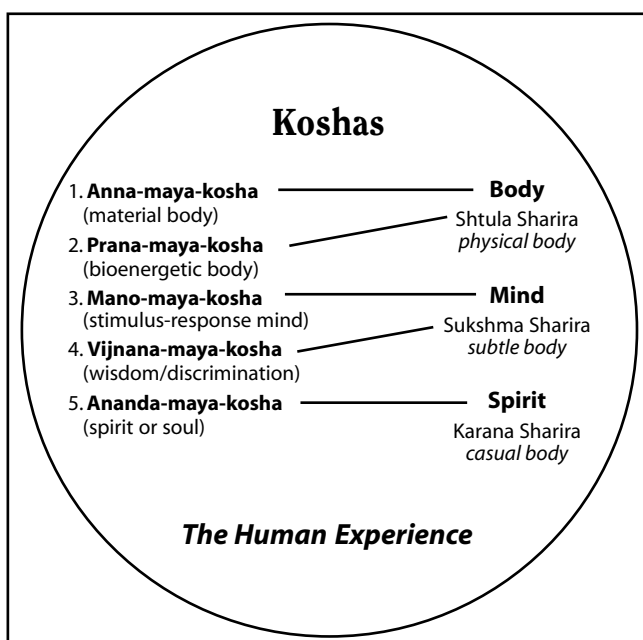 Koshas
1. Anna-maya-kosha
(material body)
2. Prana-maya-kosha
(bioenergetic body)
3. Mano-maya-kosha
(stimulus-response mind)
4. Vijnana-maya-kosha
(wisdom/discrimination)
5. Ananda-maya-kosha
(spirit or soul)
Body
Shtula Sharira
physical body
Mind
Sukshma Sharira
subtle body
Spirit
Karana Sharira
casual body
The Human Experience